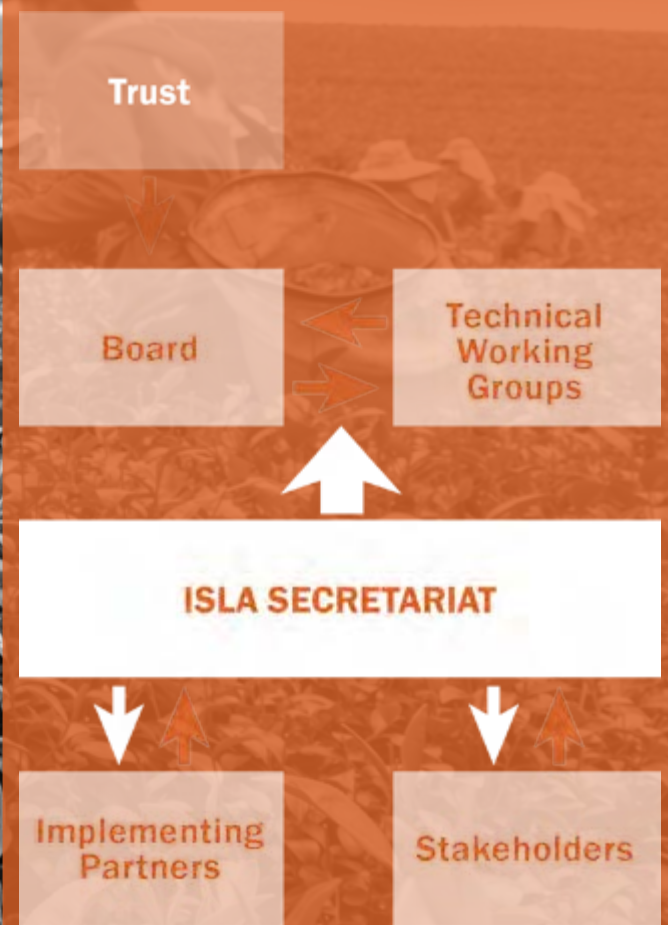 Trust
Board
Technical
Working
Groups
ISLA SECRETARIAT
Implementing
Partners
Stakeholders